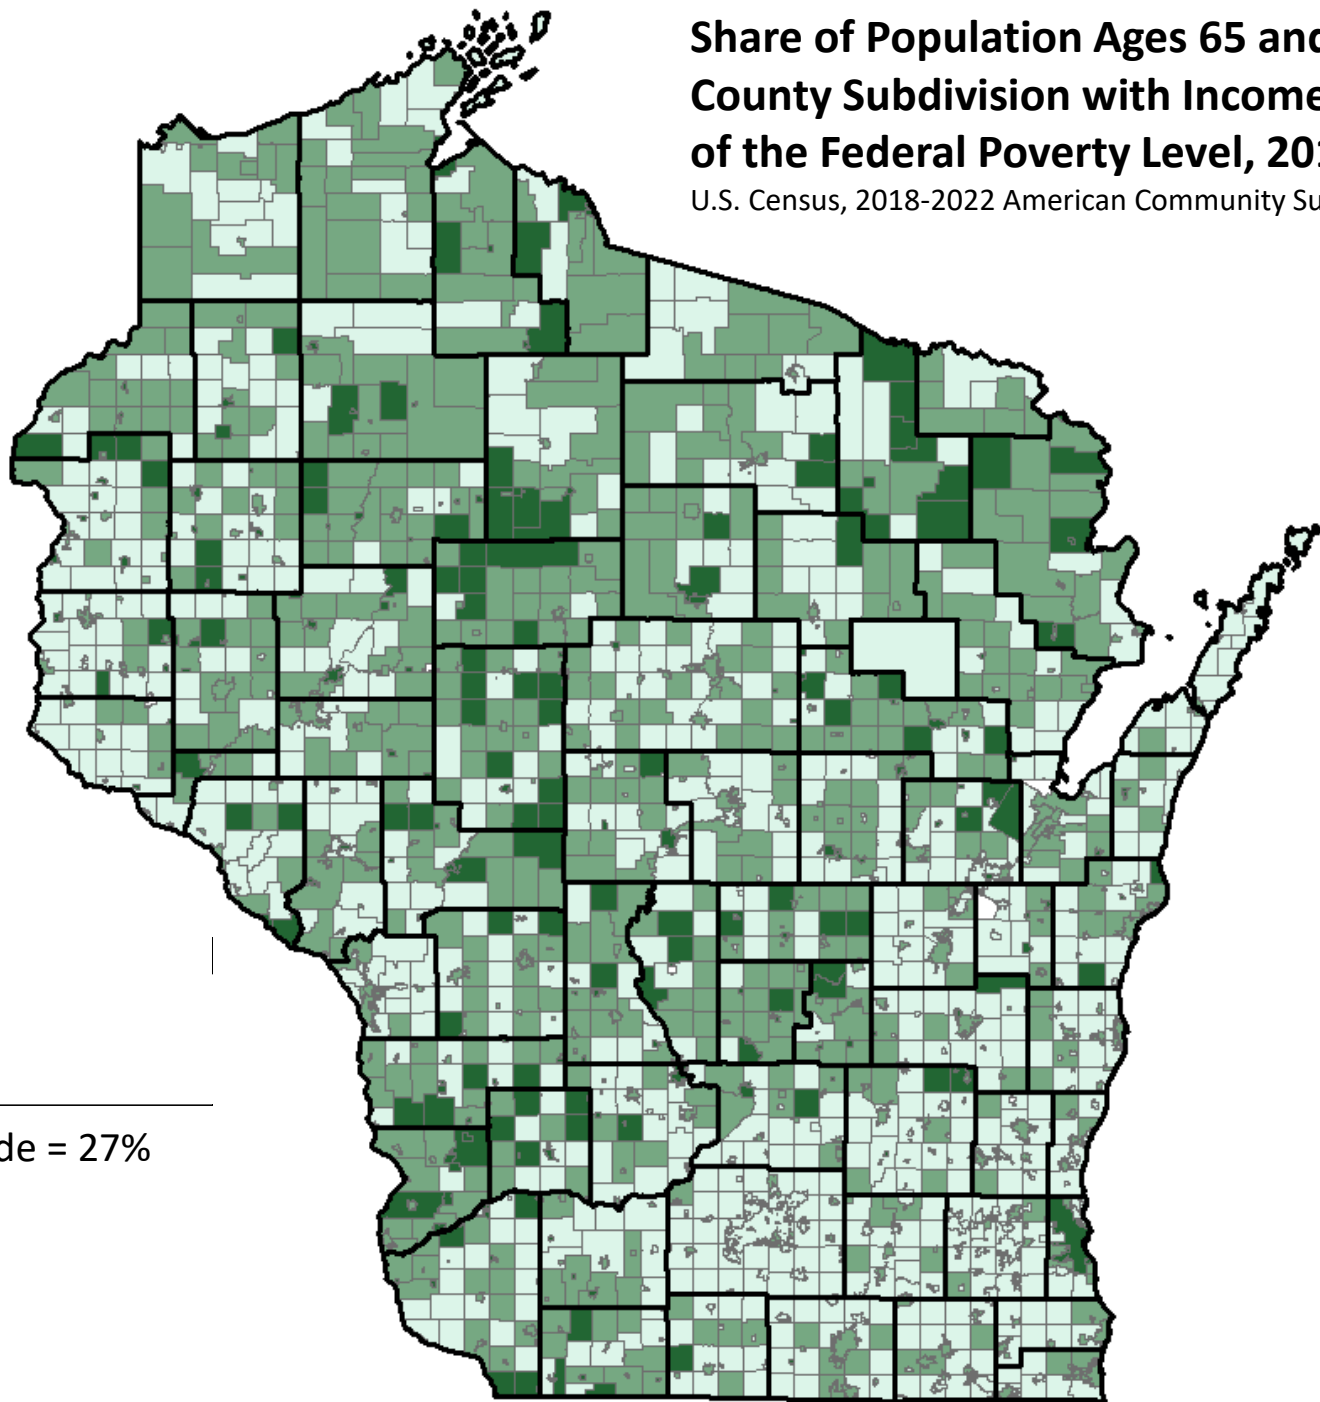 Share of Population Ages 65 and
County Subdivision with Income
of the Federal Poverty Level, 201
U.S. Census, 2018-2022 American Community Su
de = 27%